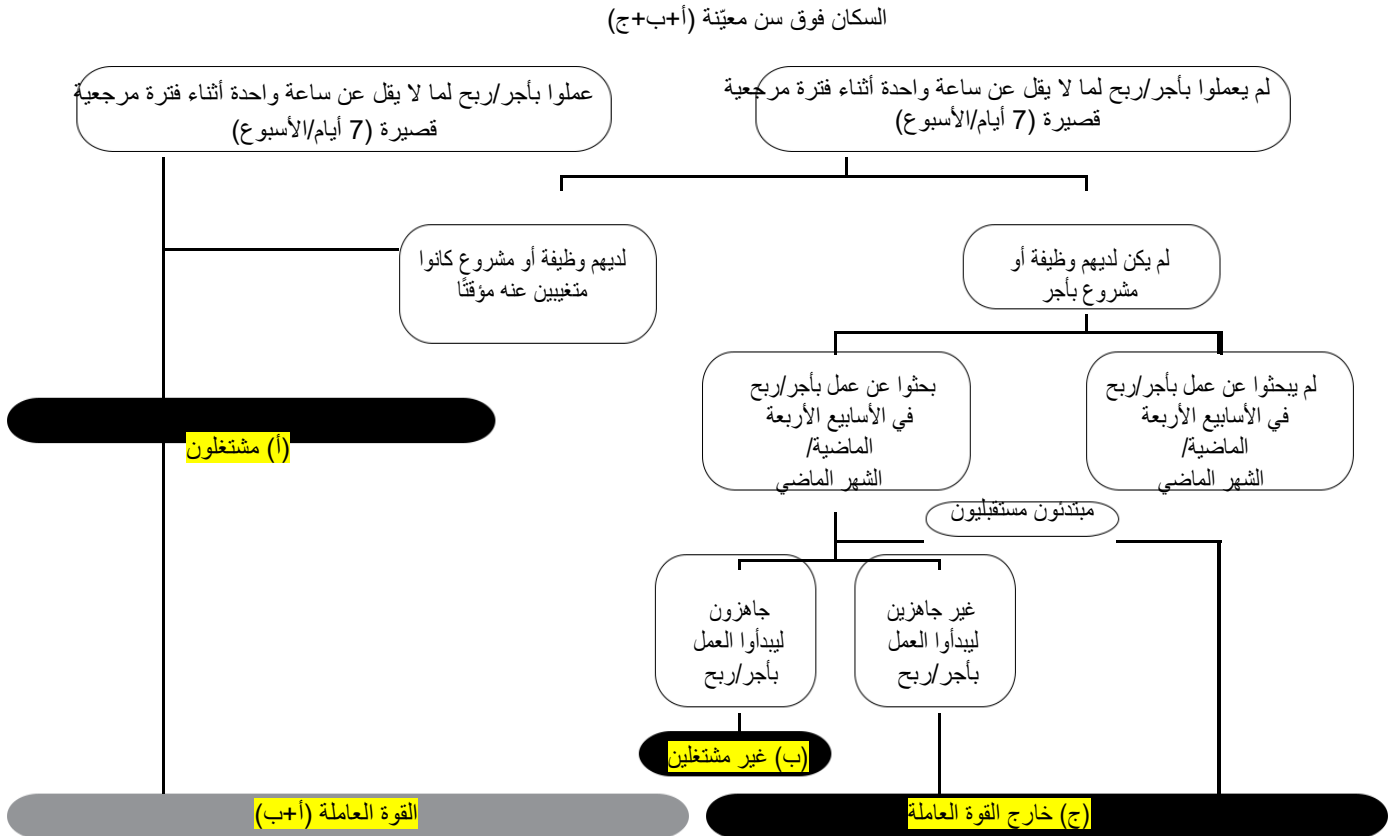 السكان فوق سن معيّنة (أ+ب+ج)
لم يعملوا بأجر/ربح لما لا يقل عن ساعة واحدة أثناء فترة مرجعية
قصيرة (7 أيام/الأسبوع)
عملوا بأجر/ربح لما لا يقل عن ساعة واحدة أثناء فترة مرجعية
قصيرة (7 أيام/الأسبوع)
لم يكن لديهم وظيفة أو
مشروع بأجر
لديهم وظيفة أو مشروع كانوا
متغيبين عنه مؤقتًا
لم يبحثوا عن عمل بأجر/ربح
في الأسابيع الأربعة
الماضية/
الشهر الماضي
بحثوا عن عمل بأجر/ربح
في الأسابيع الأربعة
الماضية/
الشهر الماضي
(أ) مشتغلون
مبتدئون مستقبليون
غير جاهزين
ليبدأوا العمل
بأجر/ربح
جاهزون
ليبدأوا العمل
بأجر/ربح
(ب) غير مشتغلين
(ج) خارج القوة العاملة
القوة العاملة (أ+ب)